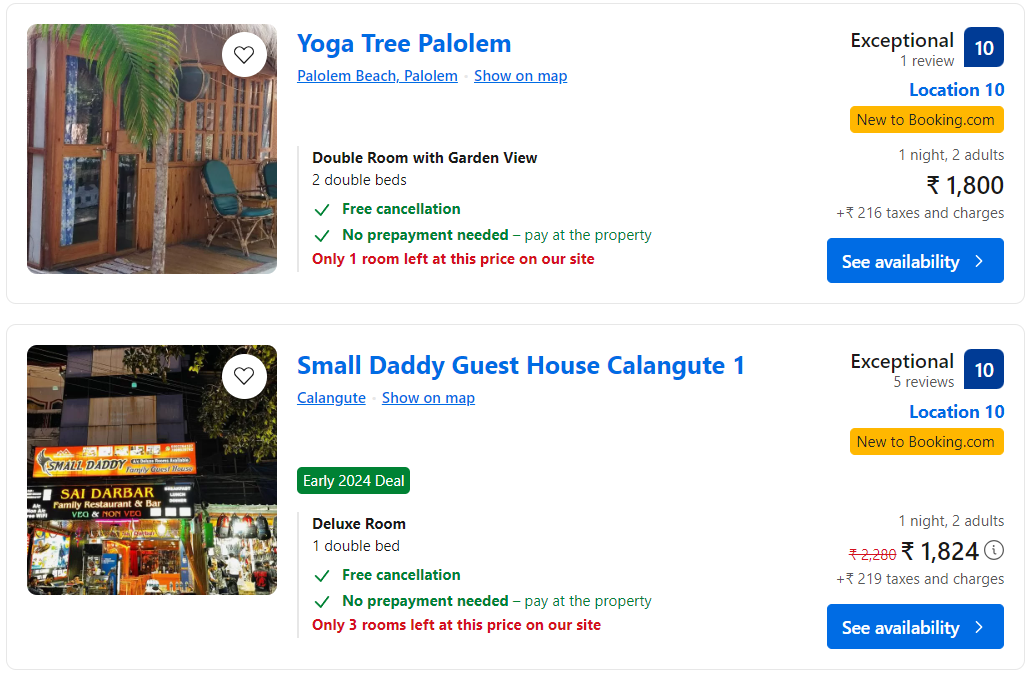 Yoga Tree Palolem
Palolem Beach, Palolem Show on map
Exceptional 10
1 review
Location 10
New to Booking.com
Double Room with Garden View
2 double beds
Free cancellation
No prepayment needed – pay at the property
Only 1 room left at this price on our site
1 night, 2 adults
₹ 1,800
+₹ 216 taxes and charges
See availability
SMALL DADDY
Family Guest House
SAI DARBAR
Family Restaurant & Bar
VEG & NON VEG
Small Daddy Guest House Calangute 1
Calangute Show on map
Exceptional 10
5 reviews
Location 10
New to Booking.com
Early 2024 Deal
Deluxe Room
1 double bed
Free cancellation
No prepayment needed – pay at the property
Only 3 rooms left at this price on our site
1 night, 2 adults
₹ 2,280 ₹ 1,824
+₹ 219 taxes and charges
See availability